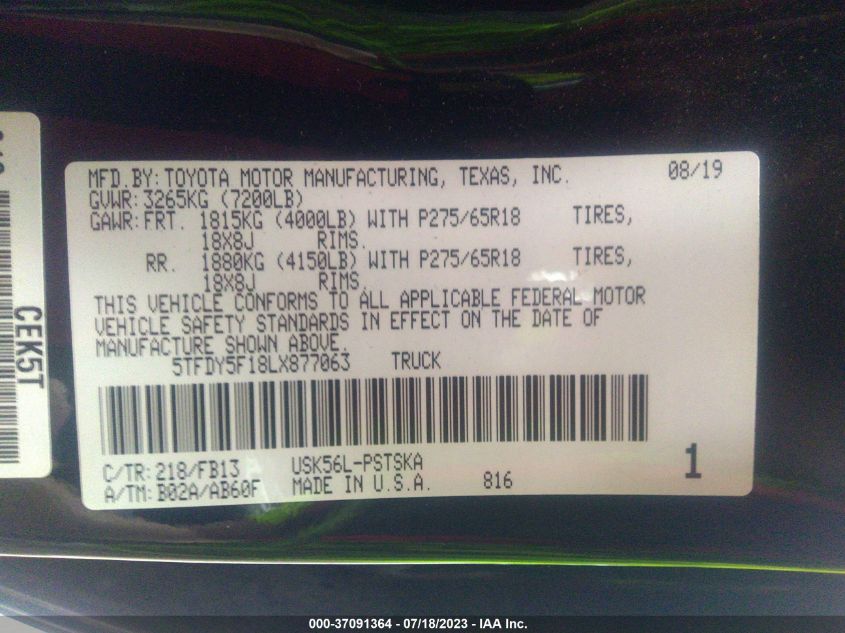 MFD.BY: TOYOTA MOTOR MANUFACTURING, TEXAS, INC. 08/19
GVWR: 3265KG (7200LB)
GAWR: FRT. 1815KG (4000LB) WITH P275/65R18 TIRES,
18X8J RIMS.
RR. 1880KG (4150LB) WITH P275/65R18 TIRES,
18X8J RIMS.
THIS VEHICLE CONFORMS TO ALL APPLICABLE FEDERAL MOTOR
VEHICLE SAFETY STANDARDS IN EFFECT ON THE DATE OF
MANUFACTURE SHOWN ABOVE.
5TFDY5F18LX877063 TRUCK
C/TR: 218/FB13 USK56L-PSTSKA 1
A/TM: B02A/AB60F MADE IN U.S.A. 816
CEK5T
000-37091364 - 07/18/2023 - IAA Inc.